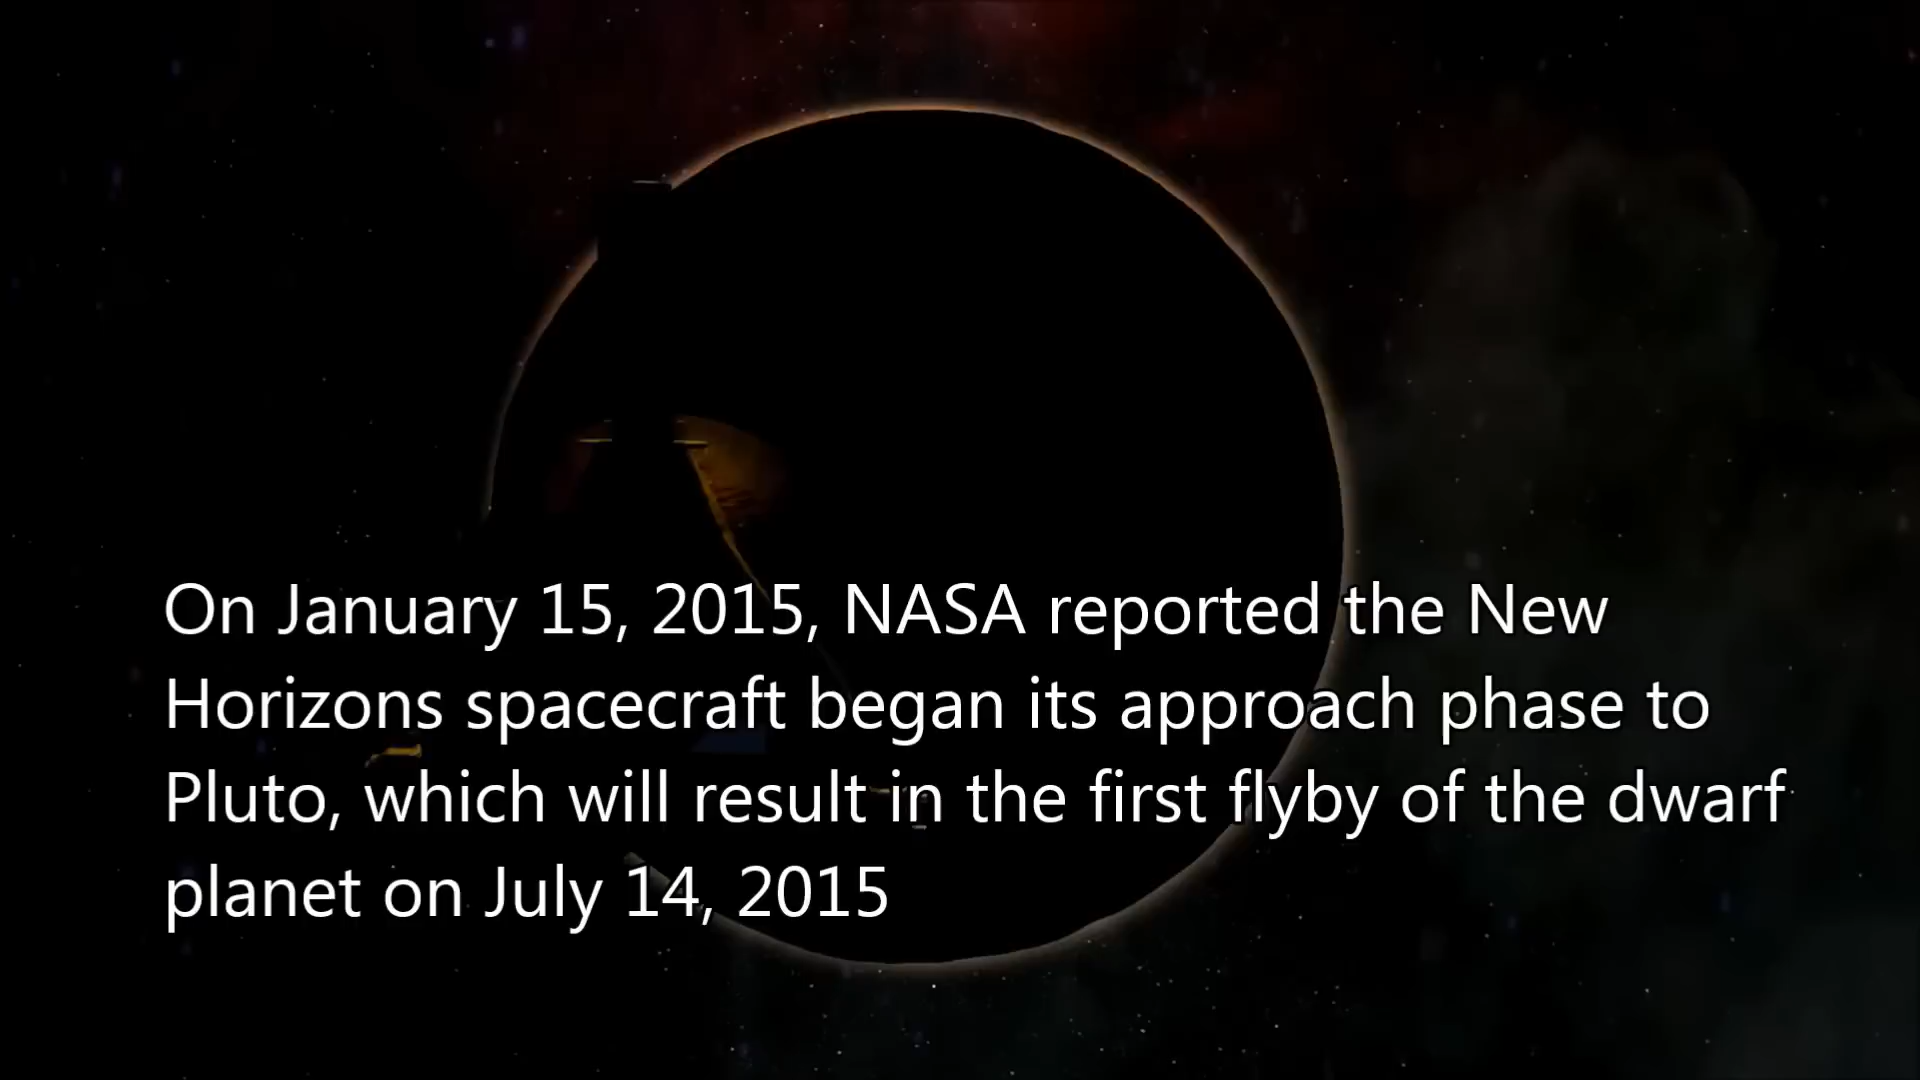 On January 15, 2015, NASA reported the New
Horizons spacecraft began its approach phase to
Pluto, which will result in the first flyby of the dwarf
planet on July 14, 2015